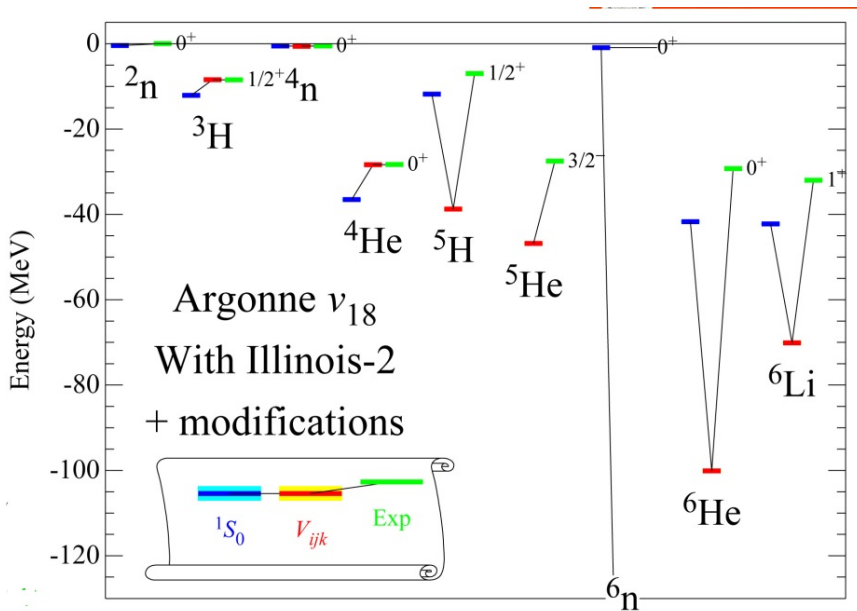 Energy (MeV)
0
-20
-40
-60
-80
-100
-120
0⁺
²n
1/2⁺
³H
0⁺
⁴n
0⁺
⁴He
1/2⁺
⁵H
3/2⁻
⁵He
0⁺
⁶n
0⁺
⁶He
1⁺
⁶Li
Argonne v₁₈
With Illinois-2
+ modifications
¹S₀
Vᵢⱼₖ
Exp